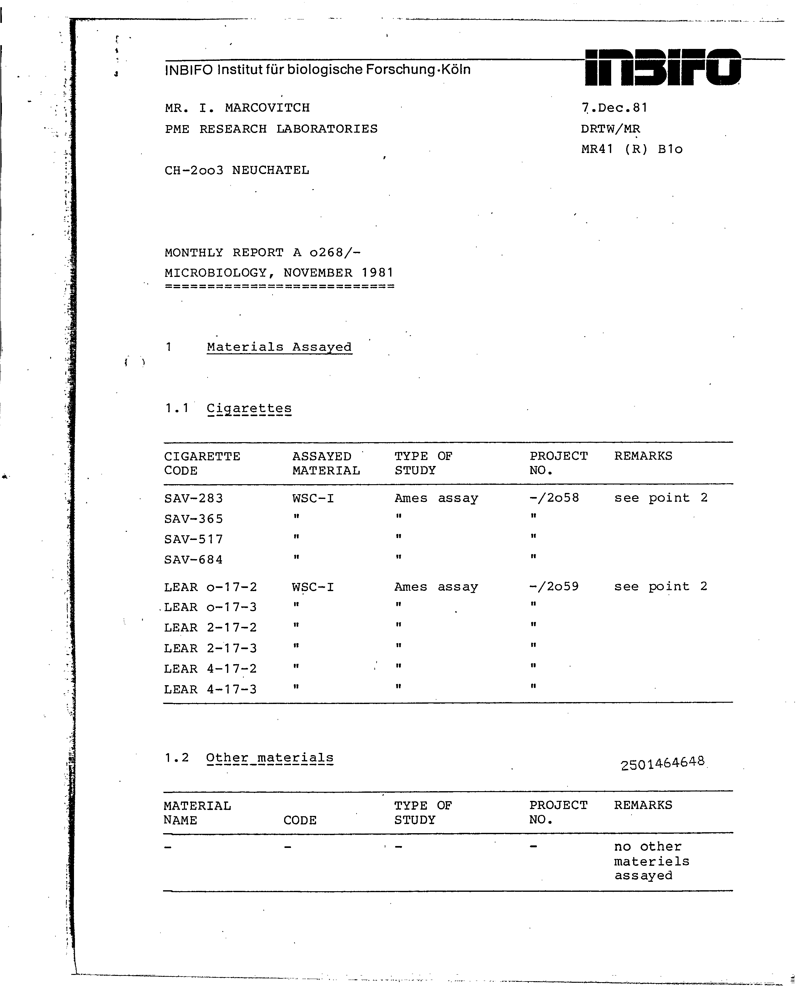 INBIFO Institut für biologische Forschung·Köln
INBIFO
MR. I. MARCOVITCH 7.Dec.81
PME RESEARCH LABORATORIES DRTW/MR
MR41 (R) B1o
CH-2oo3 NEUCHATEL
MONTHLY REPORT A o268/-
MICROBIOLOGY, NOVEMBER 1981
===========================
1 Materials Assayed
1.1 Cigarettes
CIGARETTE ASSAYED TYPE OF PROJECT REMARKS
CODE MATERIAL STUDY NO.
SAV-283 WSC-I Ames assay -/2o58 see point 2
SAV-365 " " "
SAV-517 " " "
SAV-684 " " "
LEAR o-17-2 WSC-I Ames assay -/2o59 see point 2
LEAR o-17-3 " " "
LEAR 2-17-2 " " "
LEAR 2-17-3 " " "
LEAR 4-17-2 " " "
LEAR 4-17-3 " " "
1.2 Other materials
2501464648
MATERIAL TYPE OF PROJECT REMARKS
NAME CODE STUDY NO.
- - - - no other
materiels
assayed